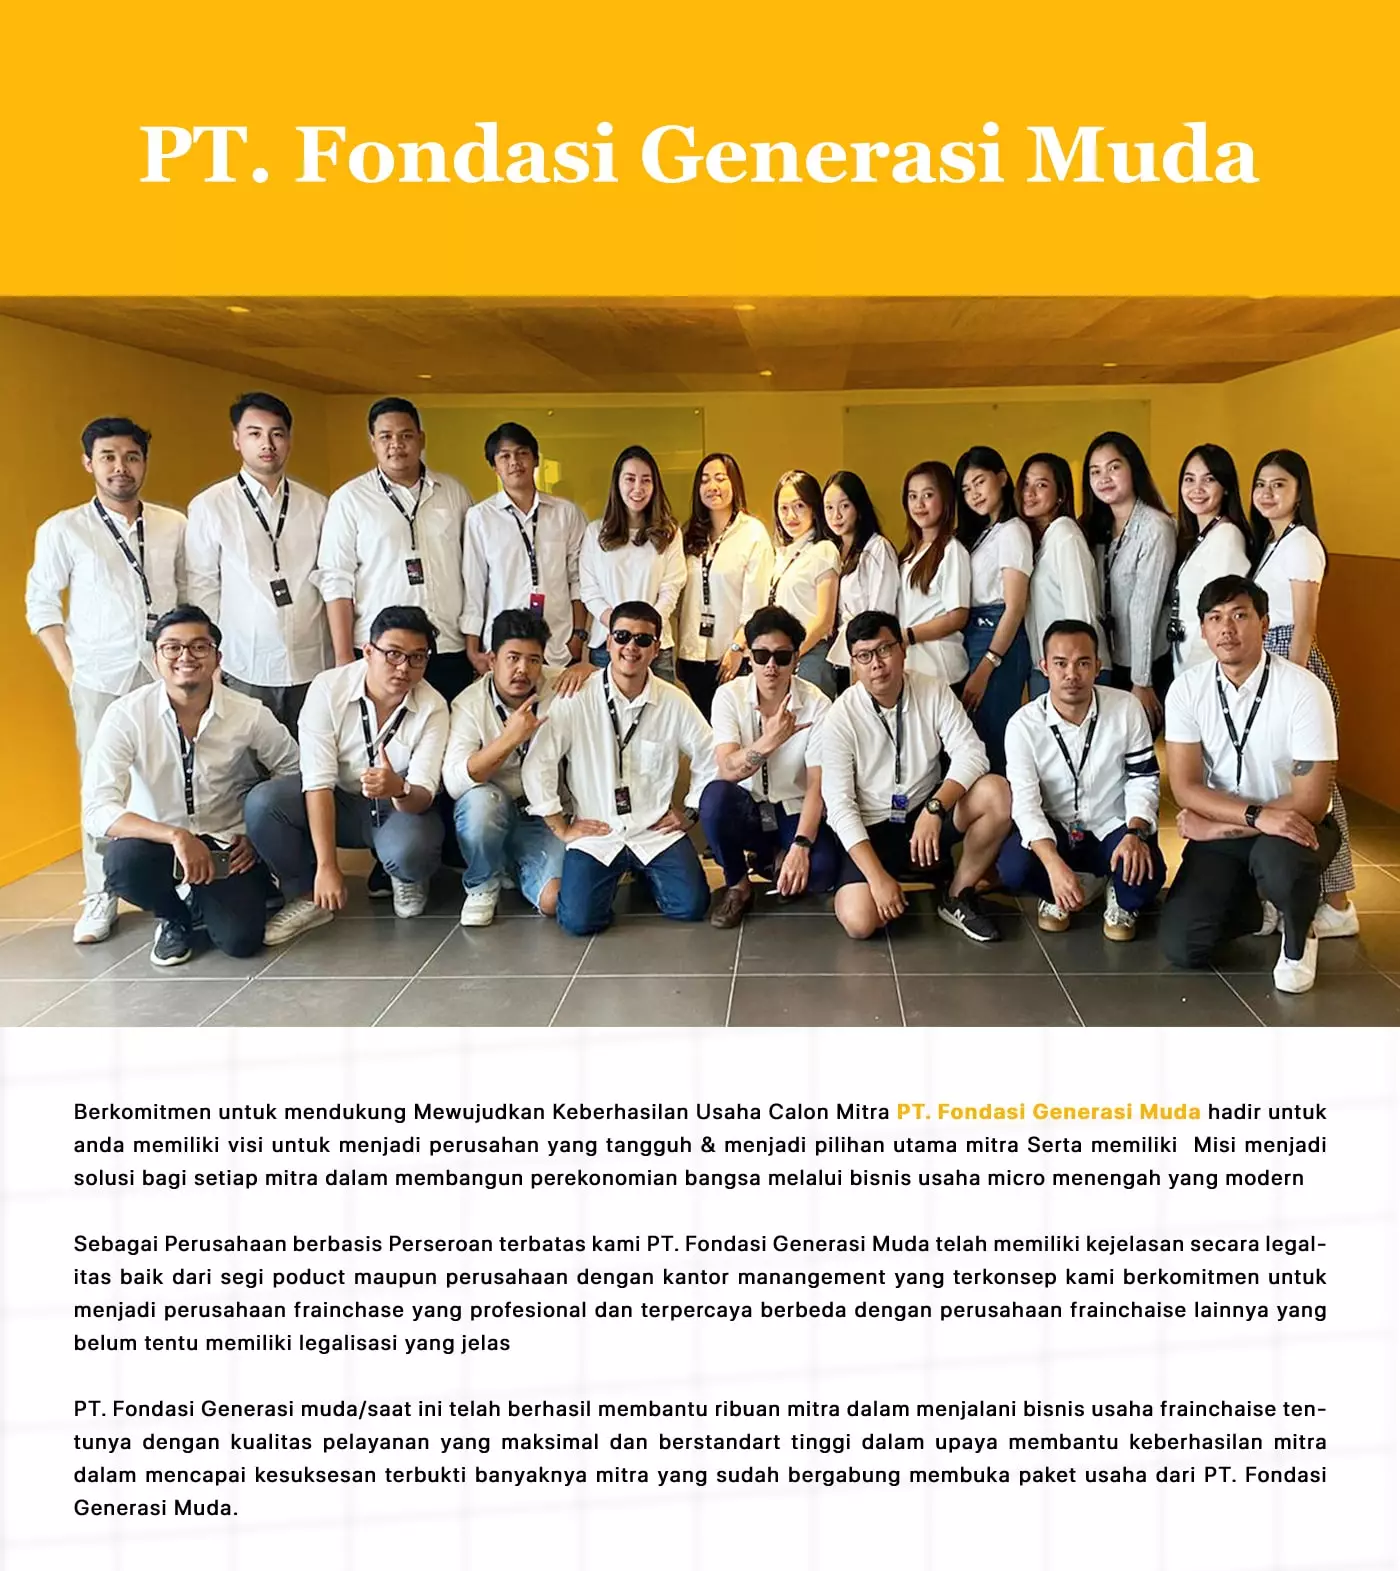 PT. Fondasi Generasi Muda
Berkomitmen untuk mendukung Mewujudkan Keberhasilan Usaha Calon Mitra PT. Fondasi Generasi Muda hadir untuk
anda memiliki visi untuk menjadi perusahan yang tangguh & menjadi pilihan utama mitra Serta memiliki  Misi menjadi
solusi bagi setiap mitra dalam membangun perekonomian bangsa melalui bisnis usaha micro menengah yang modern
Sebagai Perusahaan berbasis Perseroan terbatas kami PT. Fondasi Generasi Muda telah memiliki kejelasan secara legal-
itas baik dari segi poduct maupun perusahaan dengan kantor manangement yang terkonsep kami berkomitmen untuk
menjadi perusahaan frainchase yang profesional dan terpercaya berbeda dengan perusahaan frainchaise lainnya yang
belum tentu memiliki legalisasi yang jelas
PT. Fondasi Generasi muda/saat ini telah berhasil membantu ribuan mitra dalam menjalani bisnis usaha frainchaise ten-
tunya dengan kualitas pelayanan yang maksimal dan berstandart tinggi dalam upaya membantu keberhasilan mitra
dalam mencapai kesuksesan terbukti banyaknya mitra yang sudah bergabung membuka paket usaha dari PT. Fondasi
Generasi Muda.